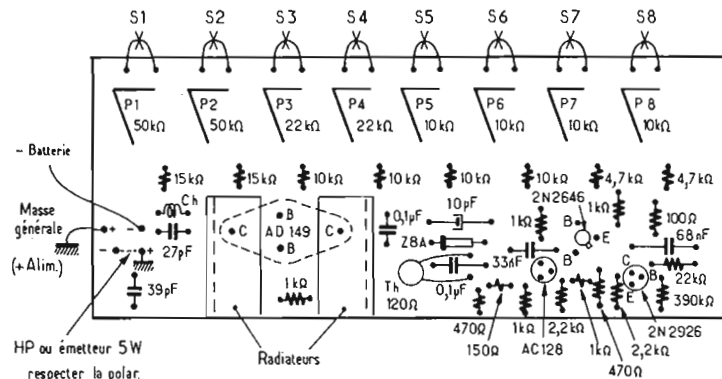 S1 S2 S3 S4 S5 S6 S7 S8
P1 P2 P3 P4 P5 P6 P7 P8
50kΩ 50kΩ 22kΩ 22kΩ 10kΩ 10kΩ 10kΩ 10kΩ
- Batterie
15kΩ 15kΩ 10kΩ 10kΩ 10kΩ 10kΩ 4,7kΩ 4,7kΩ
Masse
générale
(+ Alim.)
Ch
27pF
39pF
- +
- +
C B C
AD 149
B
1kΩ
0,1pF
10pF
Z8A
Th
120Ω
0,1pF
33nF
1kΩ
2N2646
1kΩ
B
E
B
100Ω
68nF
C
B
E
22kΩ
390kΩ
470Ω
150Ω
1kΩ
AC128
2,2kΩ
1kΩ
470Ω
2,2kΩ
2N2926
HP ou émetteur 5W
respecter la polar.
Radiateurs